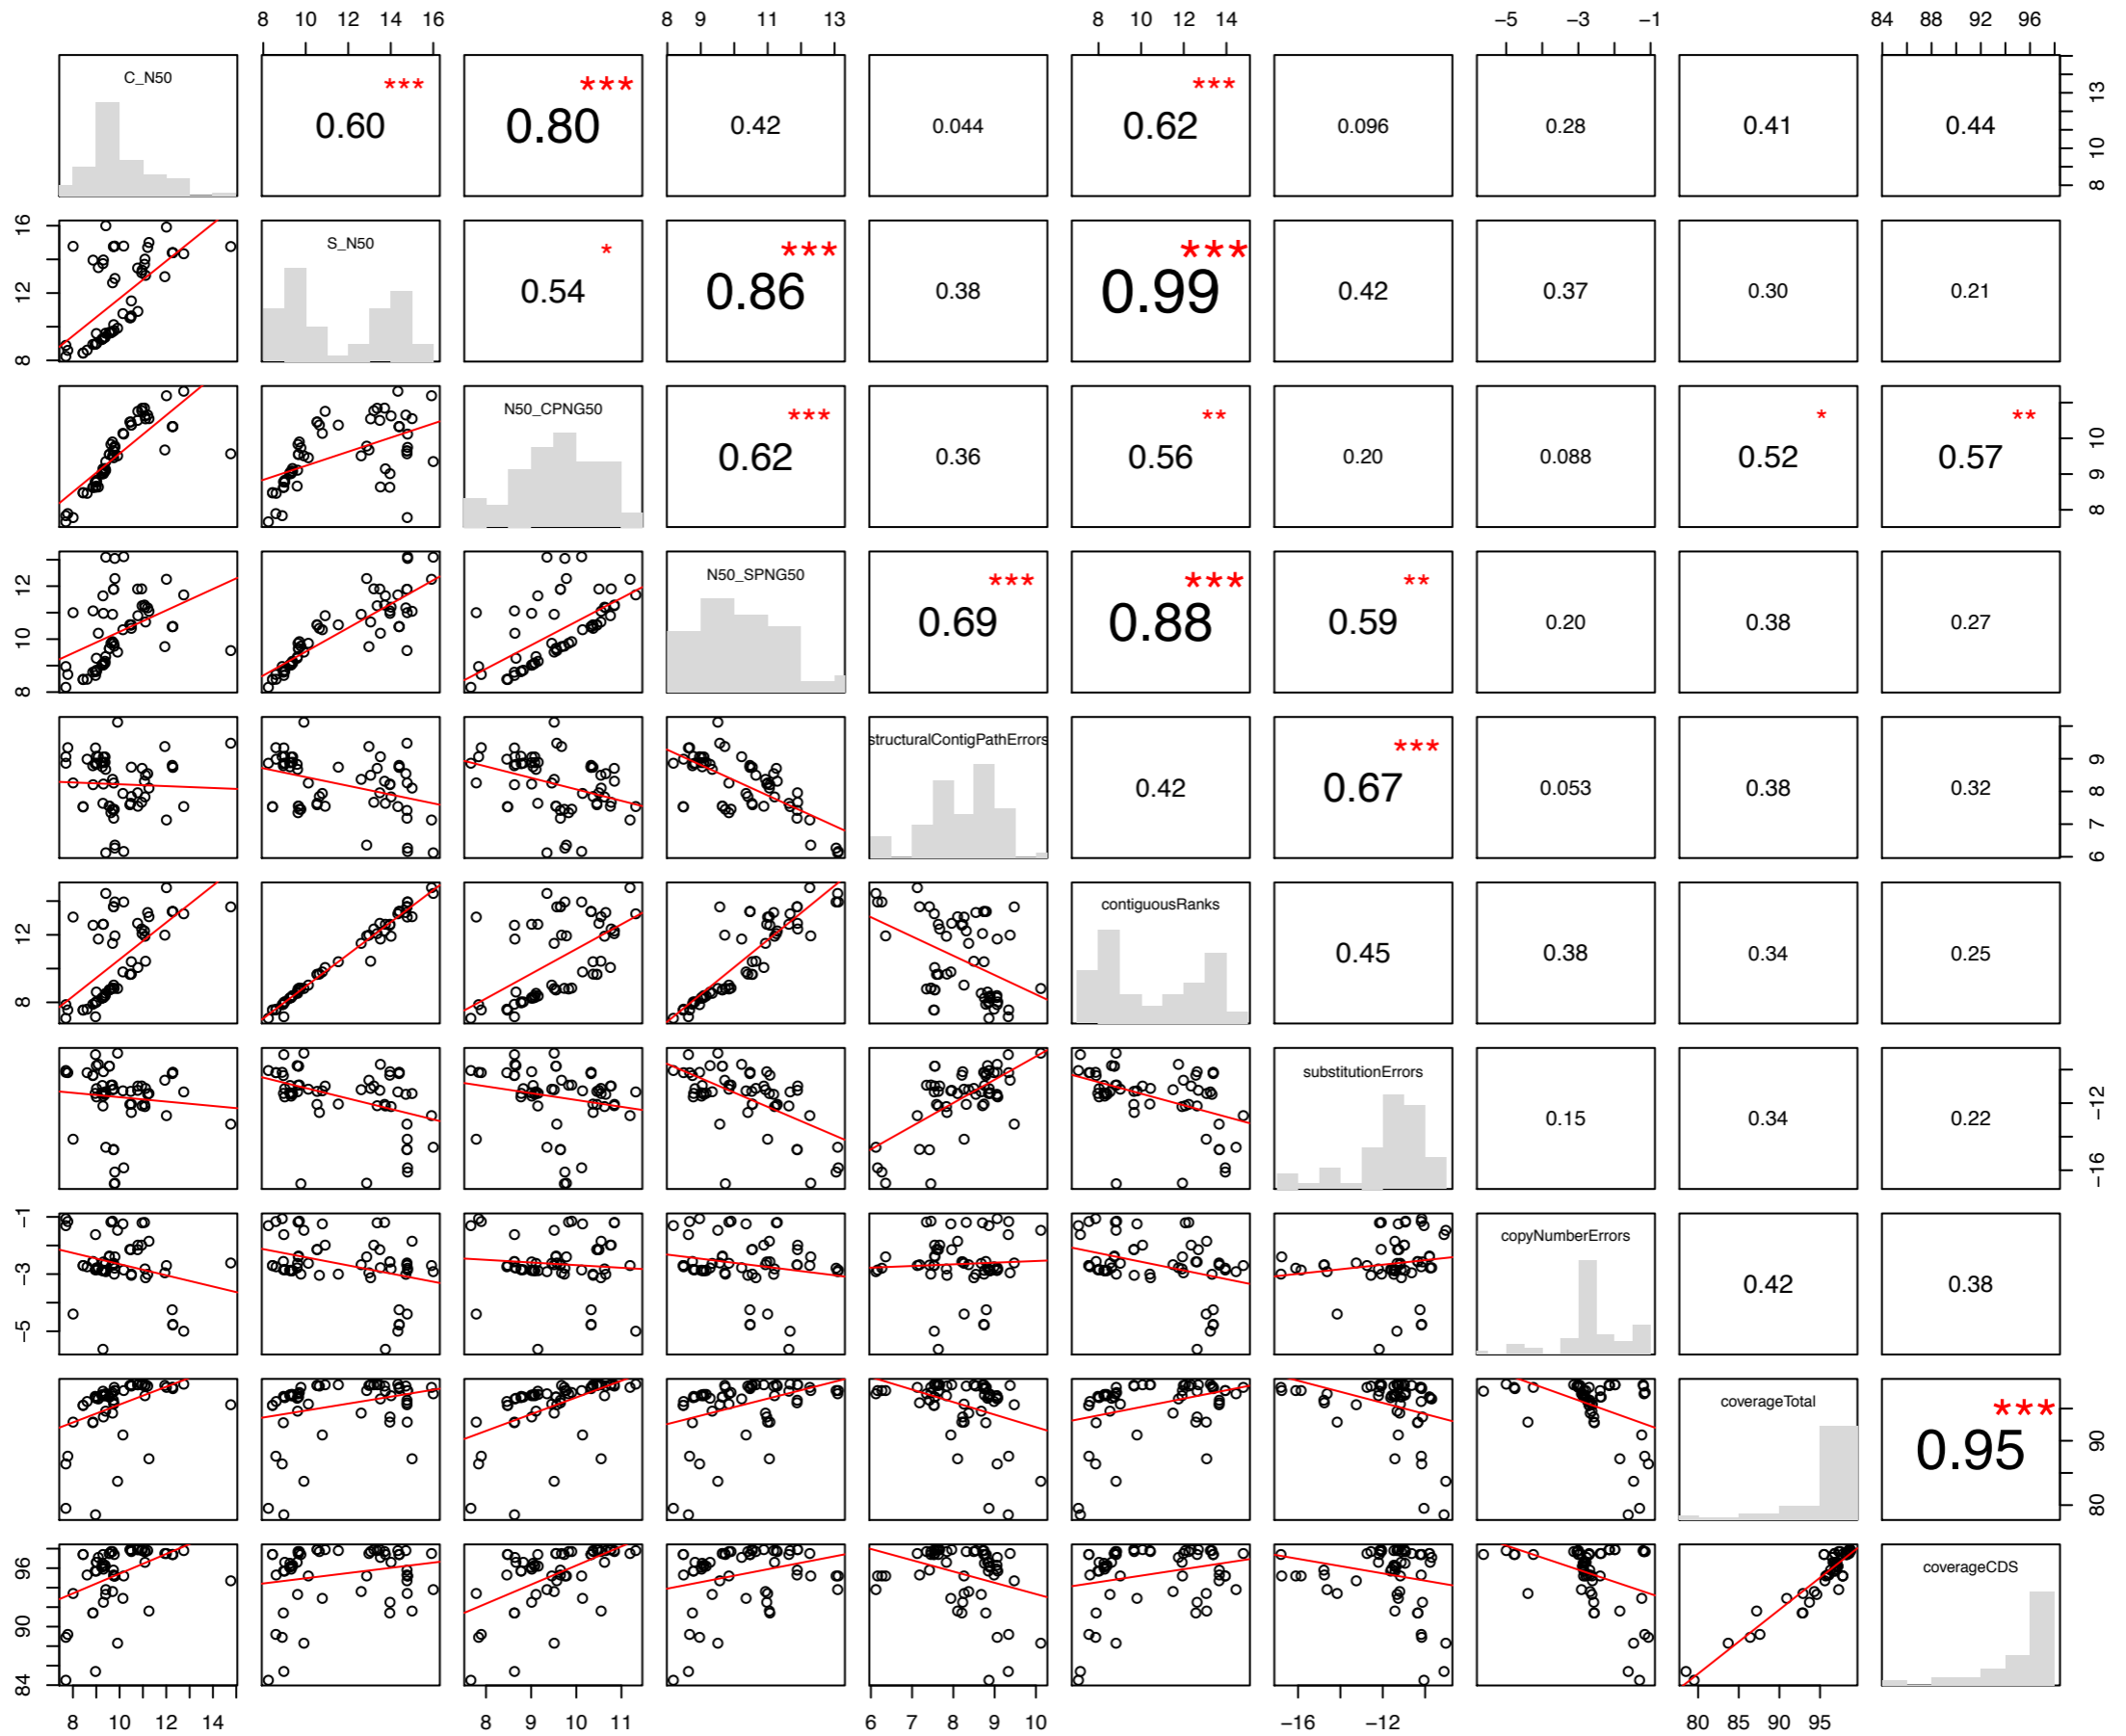 8 10 12 14 16 8 9 11 13 8 10 12 14 −5 −3 −1 84 88 92 96
C_N50 *** 0.60 *** 0.80 0.42 0.044 *** 0.62 0.096 0.28 0.41 0.44 8 10 13
8 12 16 S_N50 * 0.54 *** 0.86 0.38 *** 0.99 0.42 0.37 0.30 0.21
N50_CPNG50 *** 0.62 0.36 ** 0.56 0.20 0.088 * 0.52 ** 0.57 8 9 10
8 10 12 N50_SPNG50 *** 0.69 *** 0.88 ** 0.59 0.20 0.38 0.27
structuralContigPathErrors 0.42 *** 0.67 0.053 0.38 0.32 6 7 8 9
8 12 contiguousRanks 0.45 0.38 0.34 0.25
substitutionErrors 0.15 0.34 0.22 −16 −12
−5 −3 −1 copyNumberErrors 0.42 0.38
coverageTotal *** 0.95 80 90
84 90 96 coverageCDS
8 10 12 14 8 9 10 11 6 7 8 9 10 −16 −12 80 85 90 95